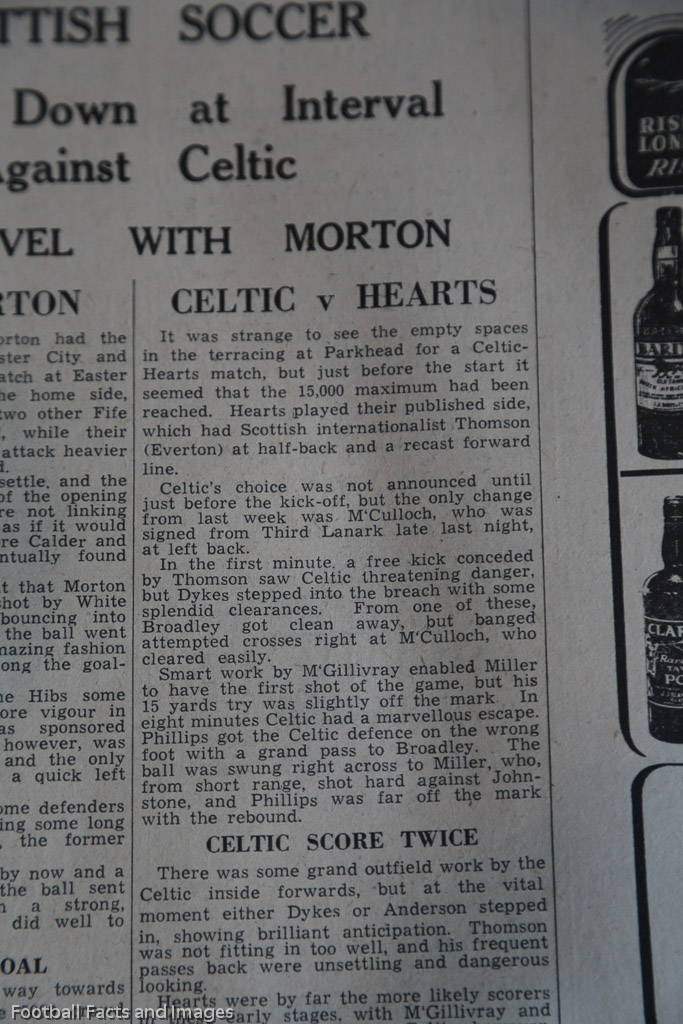 TTISH SOCCER
Down at Interval
gainst Celtic
VEL WITH MORTON
RTON
orton had the
ster City and
atch at Easter
he home side,
two other Fife
, while their
attack heavier
d.
settle, and the
of the opening
re not linking
as if it would
re Calder and
ntually found
t that Morton
hot by White
bouncing into
the ball went
mazing fashion
ong the goal-
he Hibs some
ore vigour in
as sponsored
however, was
and the only
a quick left
ome defenders
ing some long
, the former
by now and a
the ball sent
n a strong,
did well to
OAL
way towards
CELTIC v HEARTS
It was strange to see the empty spaces
in the terracing at Parkhead for a Celtic-
Hearts match, but just before the start it
seemed that the 15,000 maximum had been
reached. Hearts played their published side,
which had Scottish internationalist Thomson
(Everton) at half-back and a recast forward
line.
Celtic's choice was not announced until
just before the kick-off, but the only change
from last week was M'Culloch, who was
signed from Third Lanark late last night,
at left back.
In the first minute, a free kick conceded
by Thomson saw Celtic threatening danger,
but Dykes stepped into the breach with some
splendid clearances. From one of these,
Broadley got clean away, but banged
attempted crosses right at M'Culloch, who
cleared easily.
Smart work by M'Gillivray enabled Miller
to have the first shot of the game, but his
15 yards try was slightly off the mark. In
eight minutes Celtic had a marvellous escape.
Phillips got the Celtic defence on the wrong
foot with a grand pass to Broadley. The
ball was swung right across to Miller, who,
from short range, shot hard against John-
stone, and Phillips was far off the mark
with the rebound.
CELTIC SCORE TWICE
There was some grand outfield work by the
Celtic inside forwards, but at the vital
moment either Dykes or Anderson stepped
in, showing brilliant anticipation. Thomson
was not fitting in too well, and his frequent
passes back were unsettling and dangerous
looking.
Hearts were by far the more likely scorers
in these early stages, with M'Gillivray and
RIS
LON
RI
BARI
CLAR
PO
Football Facts and Images